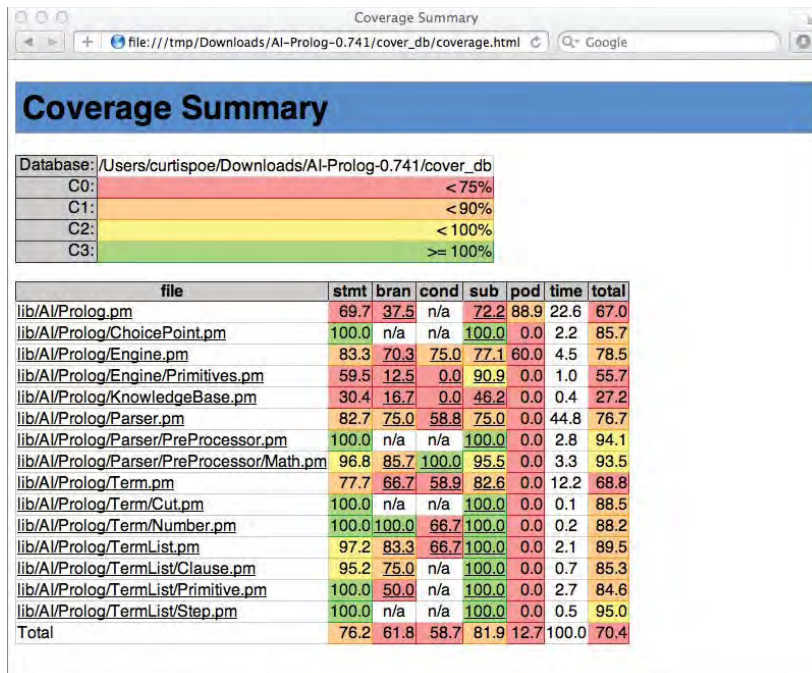 Coverage Summary
file:///tmp/Downloads/AI-Prolog-0.741/cover_db/coverage.html Google
Coverage Summary
Database: /Users/curtispoe/Downloads/AI-Prolog-0.741/cover_db
C0: < 75%
C1: < 90%
C2: < 100%
C3: >= 100%
file stmt bran cond sub pod time total
lib/AI/Prolog.pm 69.7 37.5 n/a 72.2 88.9 22.6 67.0
lib/AI/Prolog/ChoicePoint.pm 100.0 n/a n/a 100.0 0.0 2.2 85.7
lib/AI/Prolog/Engine.pm 83.3 70.3 75.0 77.1 60.0 4.5 78.5
lib/AI/Prolog/Engine/Primitives.pm 59.5 12.5 0.0 90.9 0.0 1.0 55.7
lib/AI/Prolog/KnowledgeBase.pm 30.4 16.7 0.0 46.2 0.0 0.4 27.2
lib/AI/Prolog/Parser.pm 82.7 75.0 58.8 75.0 0.0 44.8 76.7
lib/AI/Prolog/Parser/PreProcessor.pm 100.0 n/a n/a 100.0 0.0 2.8 94.1
lib/AI/Prolog/Parser/PreProcessor/Math.pm 96.8 85.7 100.0 95.5 0.0 3.3 93.5
lib/AI/Prolog/Term.pm 77.7 66.7 58.9 82.6 0.0 12.2 68.8
lib/AI/Prolog/Term/Cut.pm 100.0 n/a n/a 100.0 0.0 0.1 88.5
lib/AI/Prolog/Term/Number.pm 100.0 100.0 66.7 100.0 0.0 0.2 88.2
lib/AI/Prolog/TermList.pm 97.2 83.3 66.7 100.0 0.0 2.1 89.5
lib/AI/Prolog/TermList/Clause.pm 95.2 75.0 n/a 100.0 0.0 0.7 85.3
lib/AI/Prolog/TermList/Primitive.pm 100.0 50.0 n/a 100.0 0.0 2.7 84.6
lib/AI/Prolog/TermList/Step.pm 100.0 n/a n/a 100.0 0.0 0.5 95.0
Total 76.2 61.8 58.7 81.9 12.7 100.0 70.4